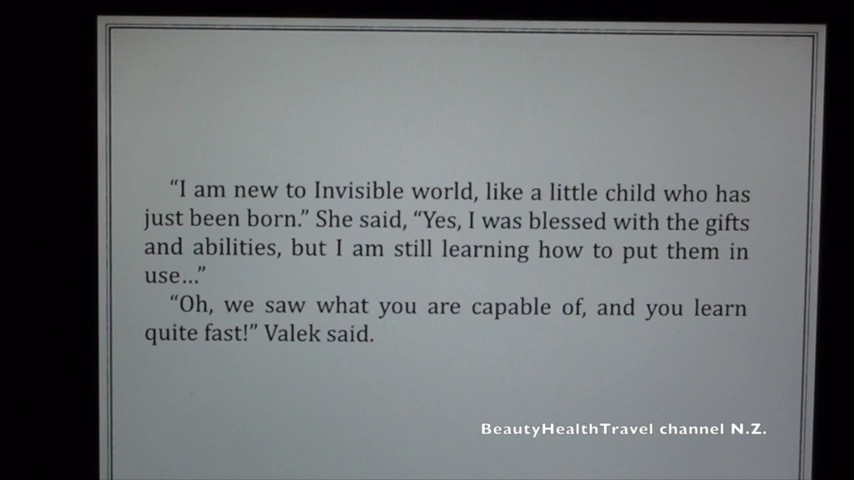 “I am new to Invisible world, like a little child who has
just been born.” She said, “Yes, I was blessed with the gifts
and abilities, but I am still learning how to put them in
use...”
“Oh, we saw what you are capable of, and you learn
quite fast!” Valek said.
BeautyHealthTravel channel N.Z.